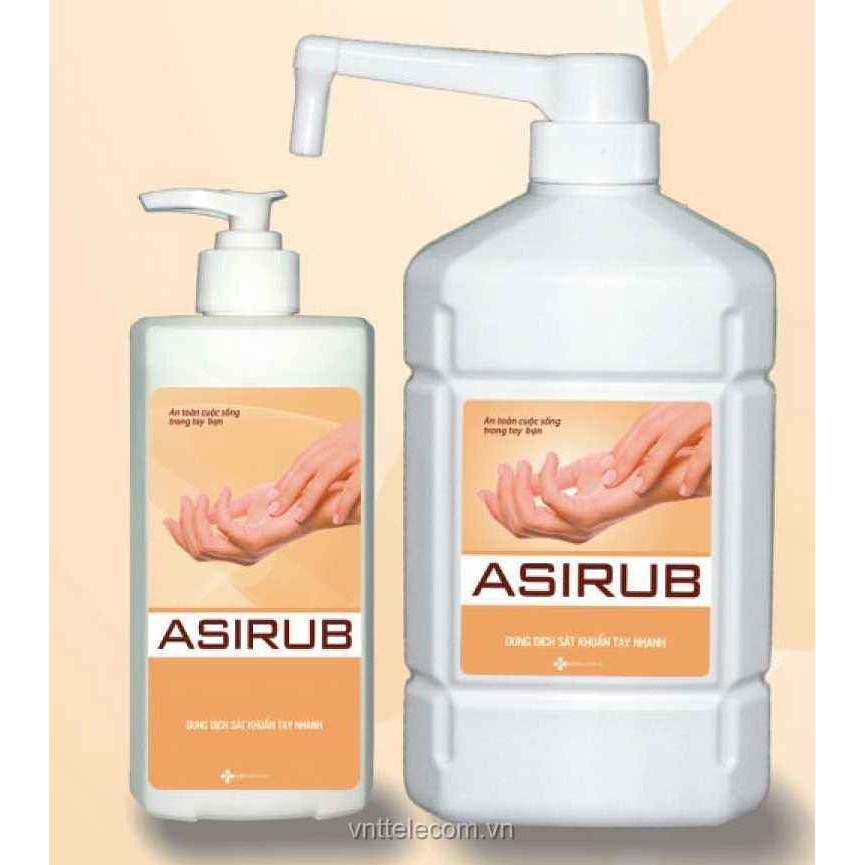 An toàn cuộc sống
trong tay bạn
ASIRUB
DUNG DỊCH SÁT KHUẨN TAY NHANH
An toàn cuộc sống
trong tay bạn
ASIRUB
DUNG DỊCH SÁT KHUẨN TAY NHANH
vnttelecom.vn